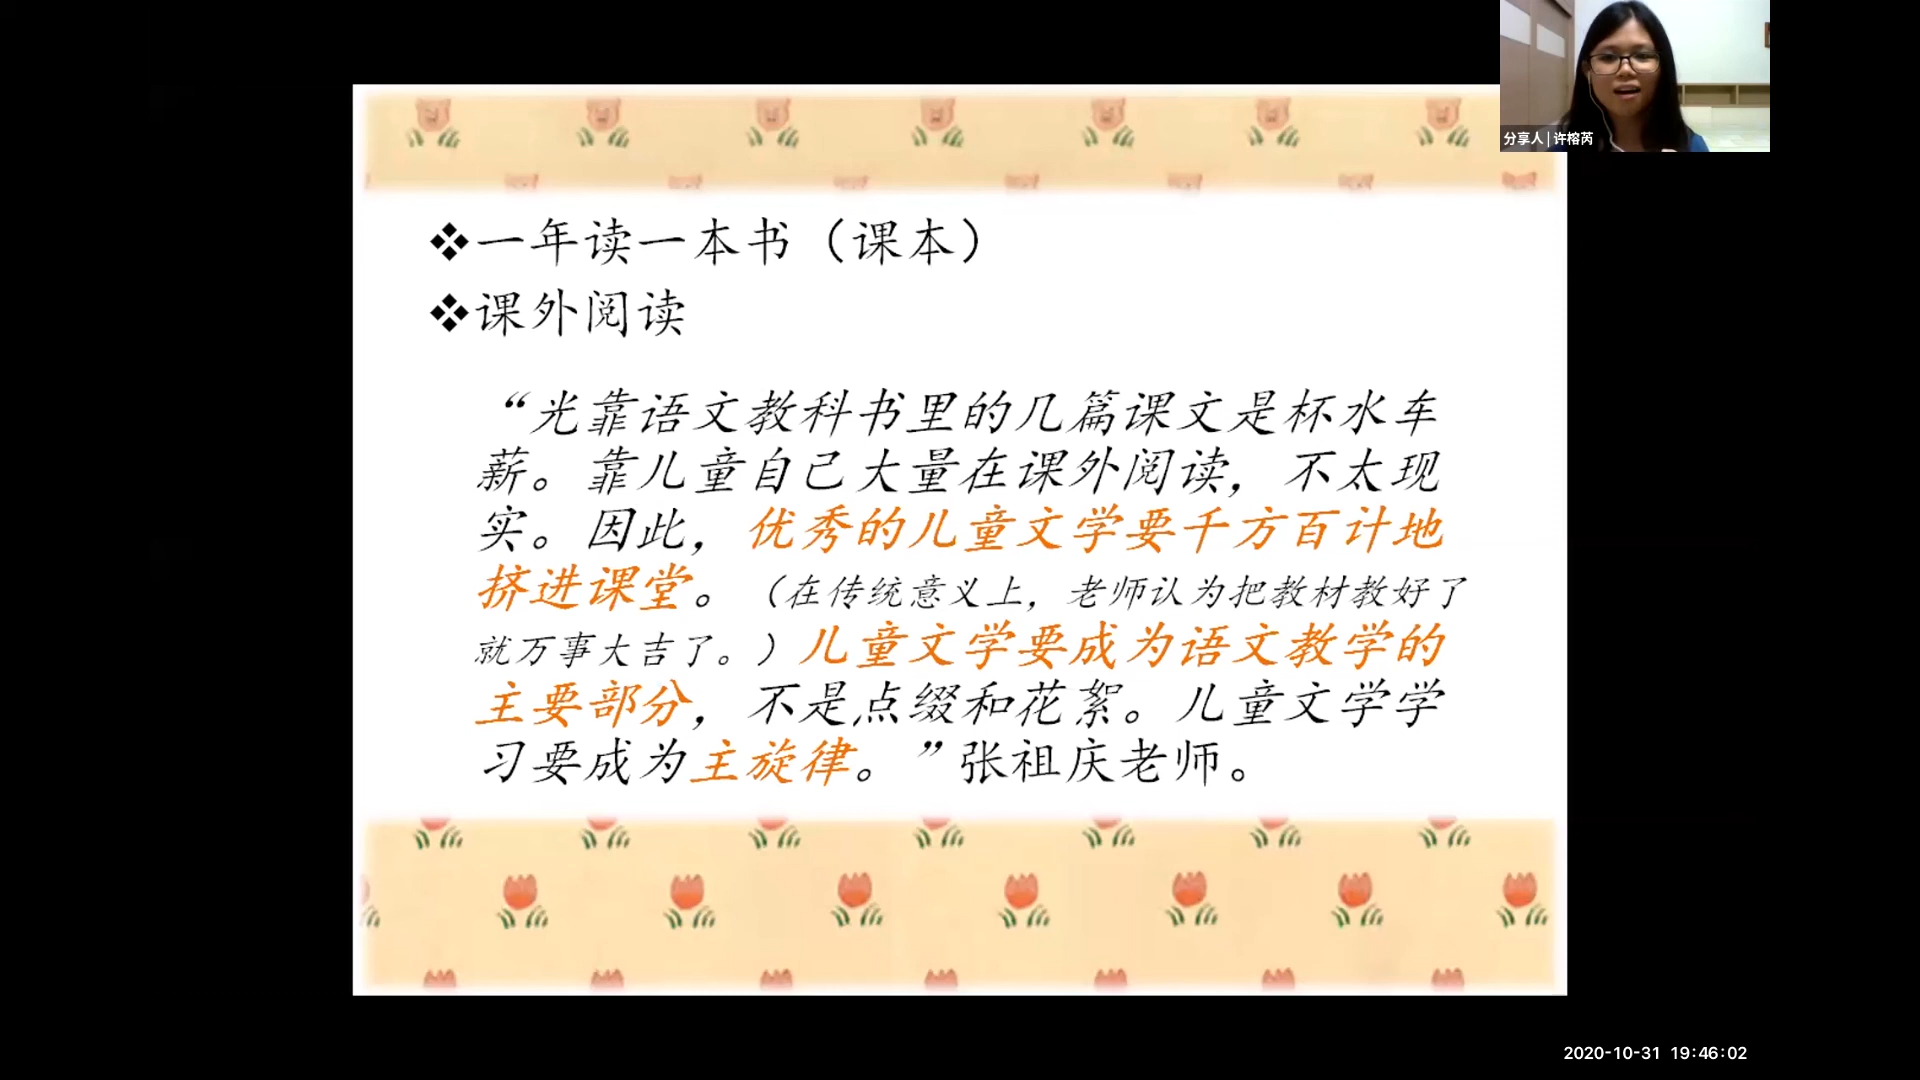 分享人 | 许榕芮
❖一年读一本书（课本）
❖课外阅读
“光靠语文教科书里的几篇课文是杯水车
薪。靠儿童自己大量在课外阅读，不太现
实。因此，优秀的儿童文学要千方百计地
挤进课堂。（在传统意义上，老师认为把教材教好了
就万事大吉了。）儿童文学要成为语文教学的
主要部分，不是点缀和花絮。儿童文学学
习要成为主旋律。”张祖庆老师。
2020-10-31 19:46:02